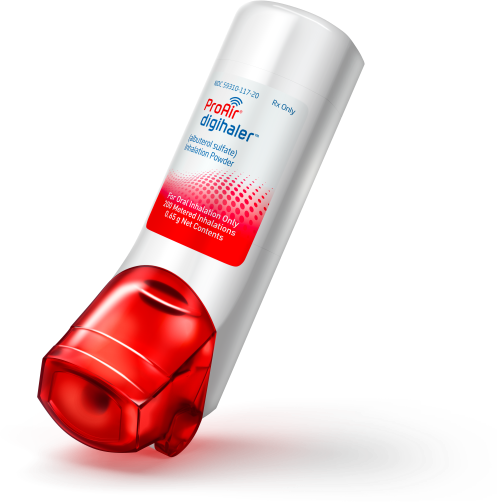 NDC 59310-117-20
Rx Only
ProAir®
digihaler™
(albuterol sulfate)
Inhalation Powder
For Oral Inhalation Only
200 Metered Inhalations
0.65 g Net Contents